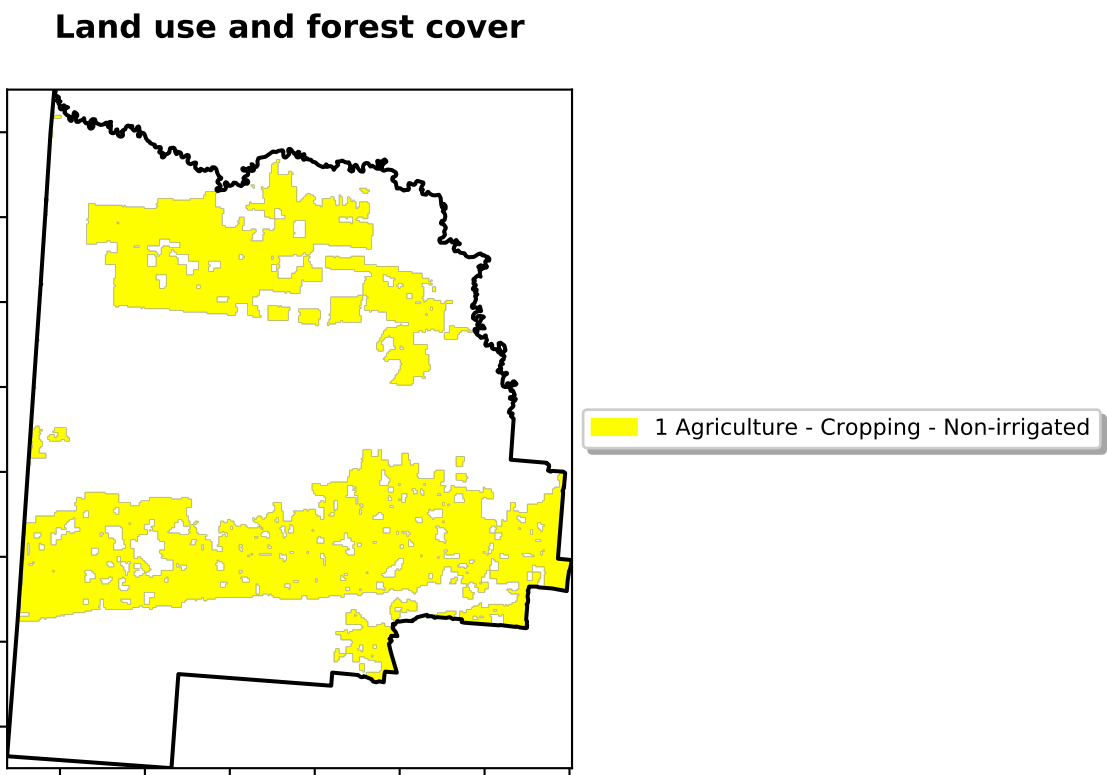 Land use and forest cover
1 Agriculture - Cropping - Non-irrigated